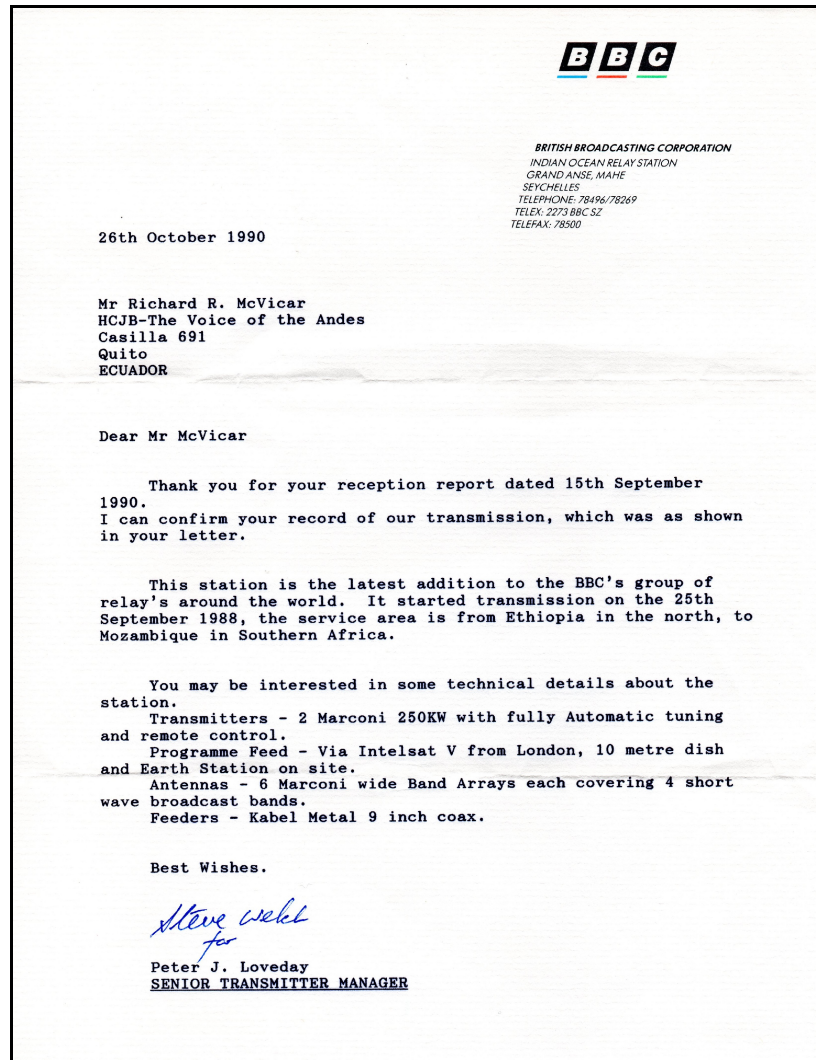 BBC
BRITISH BROADCASTING CORPORATION
INDIAN OCEAN RELAY STATION
GRAND ANSE, MAHE
SEYCHELLES
TELEPHONE: 78496/78269
TELEX: 2273 BBC SZ
TELEFAX: 78500
26th October 1990
Mr Richard R. McVicar
HCJB-The Voice of the Andes
Casilla 691
Quito
ECUADOR
Dear Mr McVicar
Thank you for your reception report dated 15th September
1990.
I can confirm your record of our transmission, which was as shown
in your letter.
This station is the latest addition to the BBC's group of
relay's around the world. It started transmission on the 25th
September 1988, the service area is from Ethiopia in the north, to
Mozambique in Southern Africa.
You may be interested in some technical details about the
station.
Transmitters - 2 Marconi 250KW with fully Automatic tuning
and remote control.
Programme Feed - Via Intelsat V from London, 10 metre dish
and Earth Station on site.
Antennas - 6 Marconi wide Band Arrays each covering 4 short
wave broadcast bands.
Feeders - Kabel Metal 9 inch coax.
Best Wishes.
Steve Welch
for
Peter J. Loveday
SENIOR TRANSMITTER MANAGER